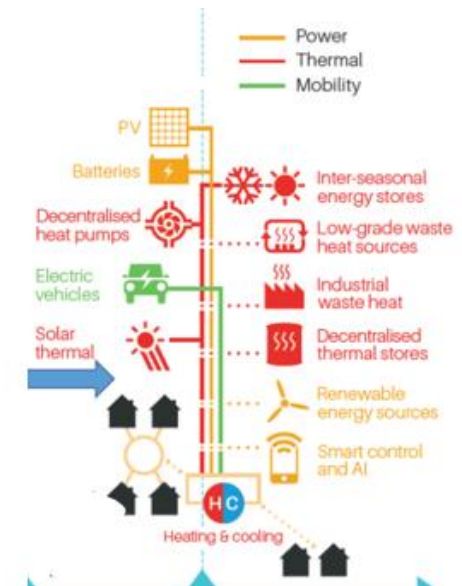 Power
Thermal
Mobility
PV
Batteries
Inter-seasonal
energy stores
Decentralised
heat pumps
Low-grade waste
heat sources
Electric
vehicles
Industrial
waste heat
Solar
thermal
Decentralised
thermal stores
Renewable
energy sources
Smart control
and AI
H C
Heating & cooling